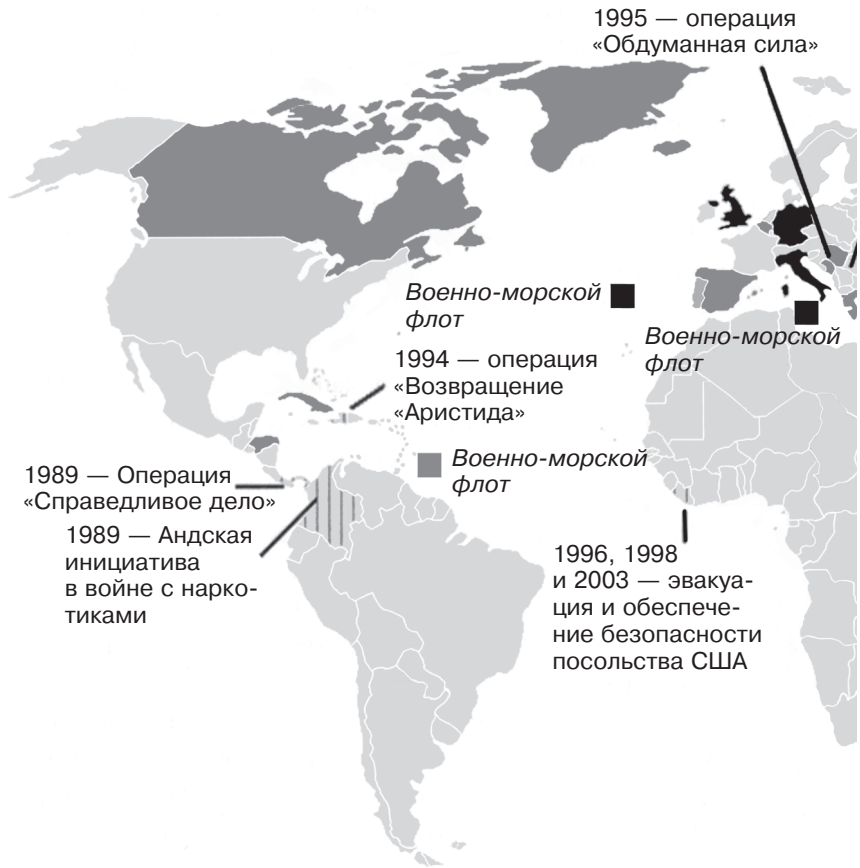 1995 — операция
«Обдуманная сила»
Военно-морской
флот
Военно-морской
флот
1994 — операция
«Возвращение
«Аристида»
Военно-морской
флот
1989 — Операция
«Справедливое дело»
1989 — Андская
инициатива
в войне с нарко-
тиками
1996, 1998
и 2003 — эвакуа-
ция и обеспече-
ние безопасности
посольства США